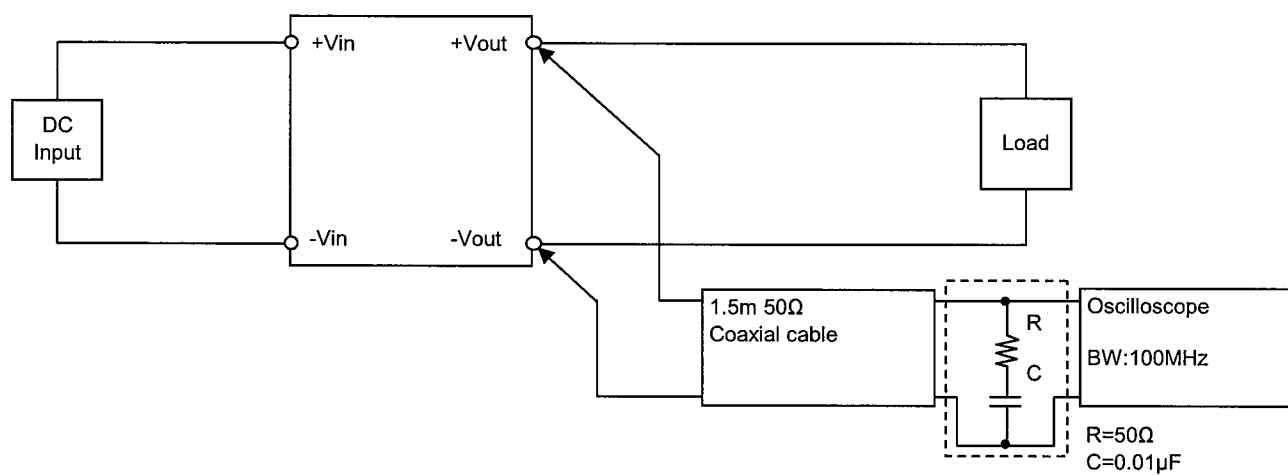 +Vin
+Vout
DC
Input
Load
-Vin
-Vout
1.5m 50Ω
Coaxial cable
R
C
Oscilloscope
BW:100MHz
R=50Ω
C=0.01µF